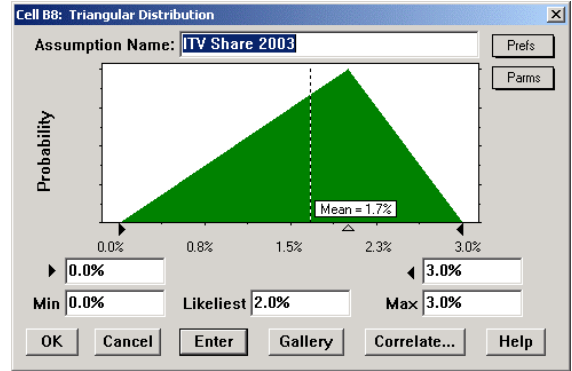 Cell B8: Triangular Distribution
Assumption Name: ITV Share 2003
Prefs
Parms
Probability
Mean = 1.7%
0.0% 0.8% 1.5% 2.3% 3.0%
0.0% 3.0%
Min 0.0% Likeliest 2.0% Max 3.0%
OK Cancel Enter Gallery Correlate... Help